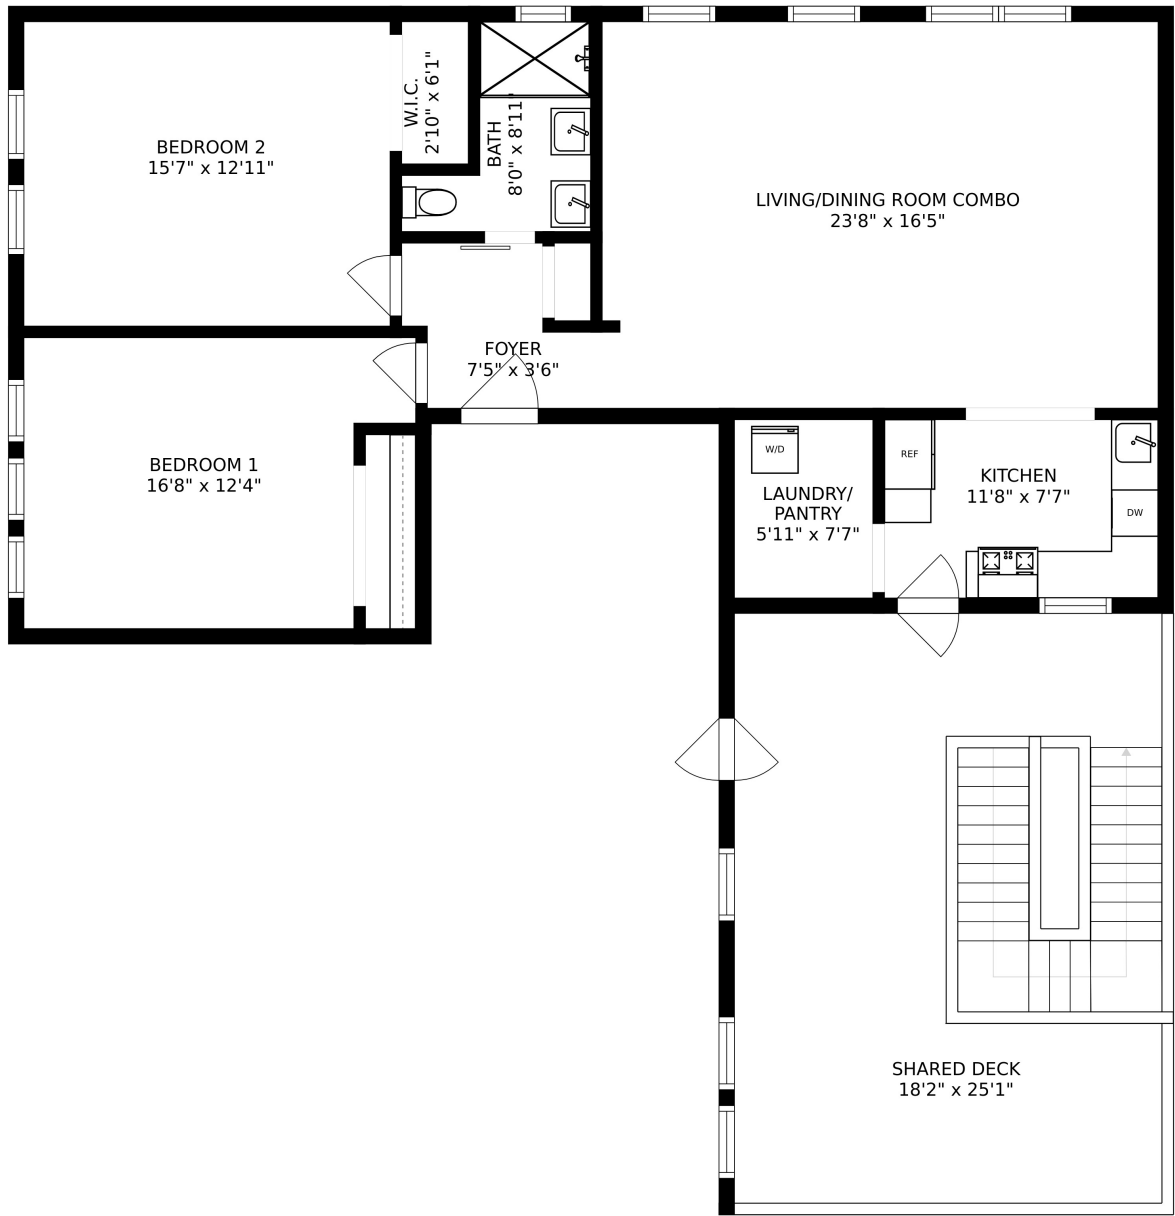 BEDROOM 2
15'7" x 12'11"
W.I.C.
2'10" x 6'1"
BATH
8'0" x 8'11"
LIVING/DINING ROOM COMBO
23'8" x 16'5"
FOYER
7'5" x 3'6"
BEDROOM 1
16'8" x 12'4"
W/D
LAUNDRY/
PANTRY
5'11" x 7'7"
REF
KITCHEN
11'8" x 7'7"
DW
SHARED DECK
18'2" x 25'1"